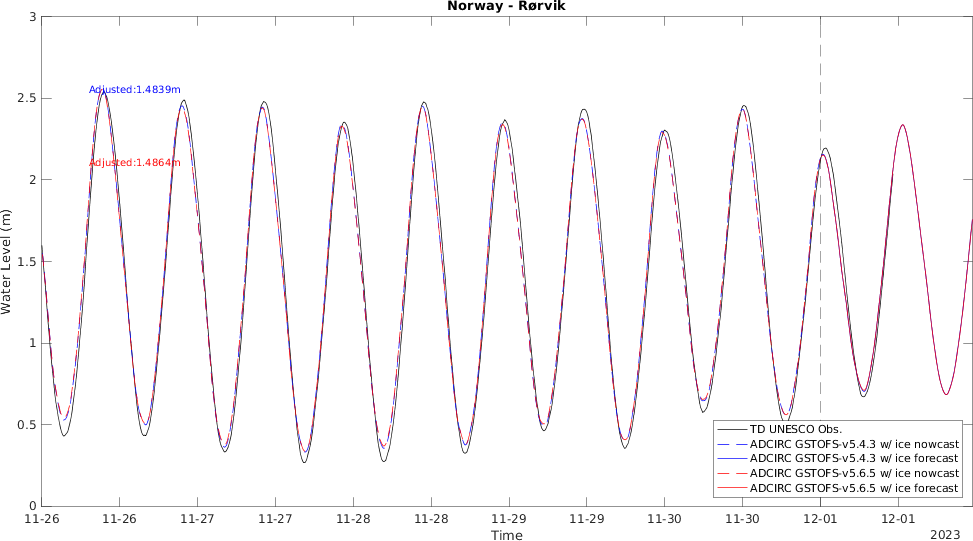 Norway - Rørvik
3
2.5
2
1.5
1
0.5
0
Water Level (m)
Adjusted:1.4839m
Adjusted:1.4864m
TD UNESCO Obs.
ADCIRC GSTOFS-v5.4.3 w/ ice nowcast
ADCIRC GSTOFS-v5.4.3 w/ ice forecast
ADCIRC GSTOFS-v5.6.5 w/ ice nowcast
ADCIRC GSTOFS-v5.6.5 w/ ice forecast
11-26 11-26 11-27 11-27 11-28 11-28 11-29 11-29 11-30 11-30 12-01 12-01
Time
2023